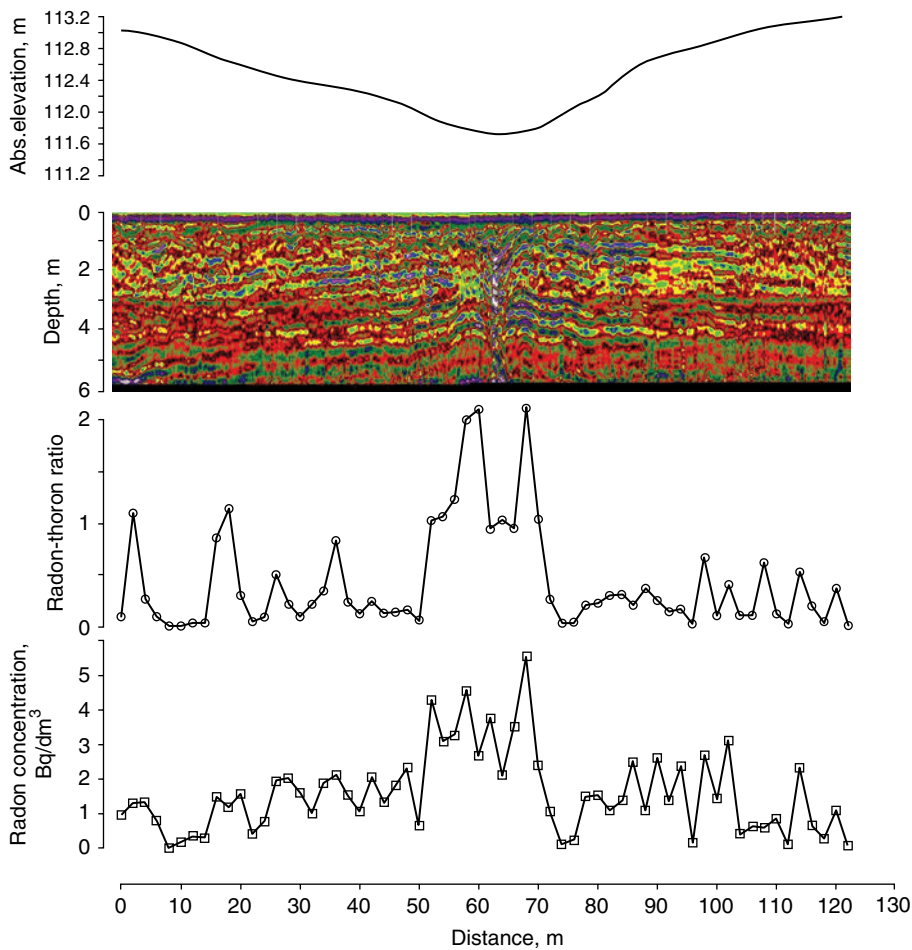 Abs.elevation, m
113.2
112.8
112.4
112.0
111.6
111.2
Depth, m
0
2
4
6
Radon-thoron ratio
2
1
0
Radon concentration,
Bq/dm³
5
4
3
2
1
0
0 10 20 30 40 50 60 70 80 90 100 110 120 130
Distance, m